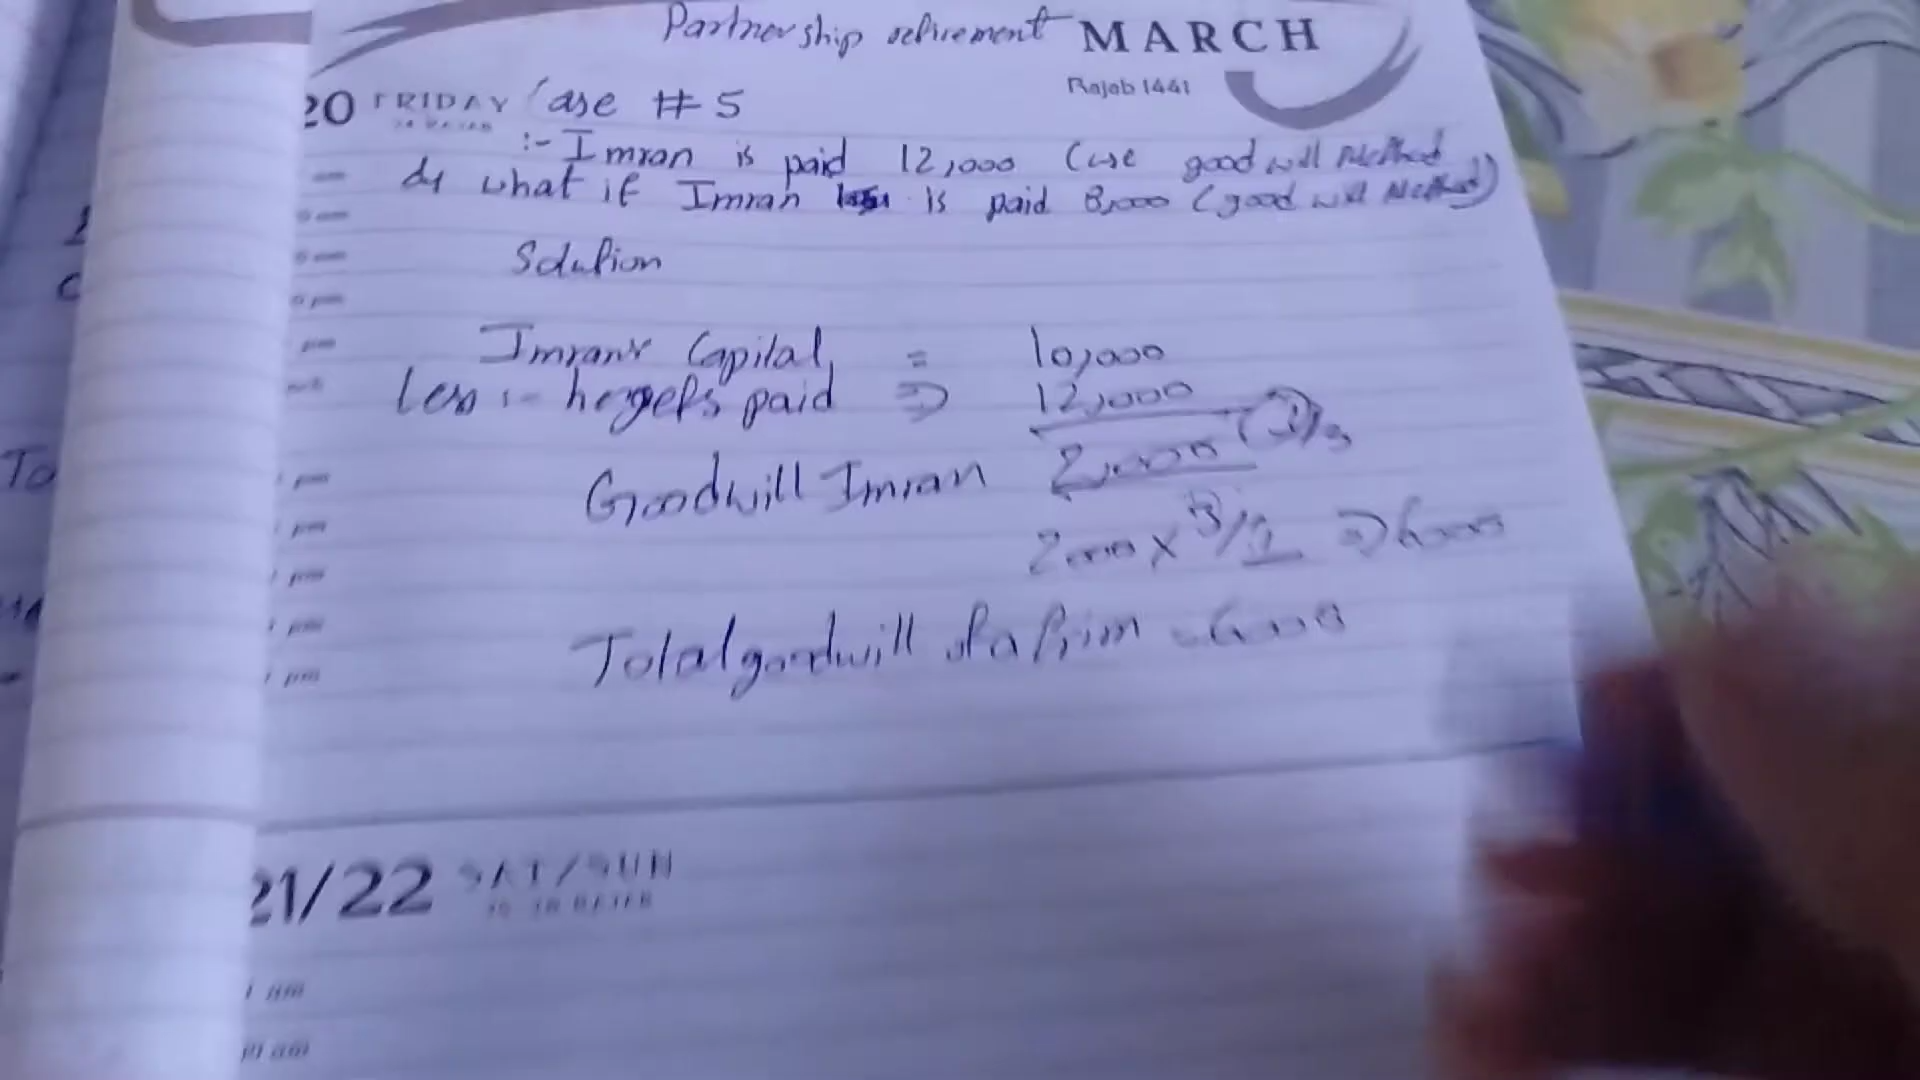 Partnership retirement MARCH
Rajab 1441
20 FRIDAY Case # 5
:- Imran is paid 12,000 (use good will Method
& what if Imran is paid 8,000 (good will Method)
Solution
Imran's Capital = 10,000
Less :- he gets paid => 12,000
Goodwill Imran 2,000 (1)/3
2000 x 3/1 => 6000
Total goodwill of a firm = 6000
21/22 SAT/SUN